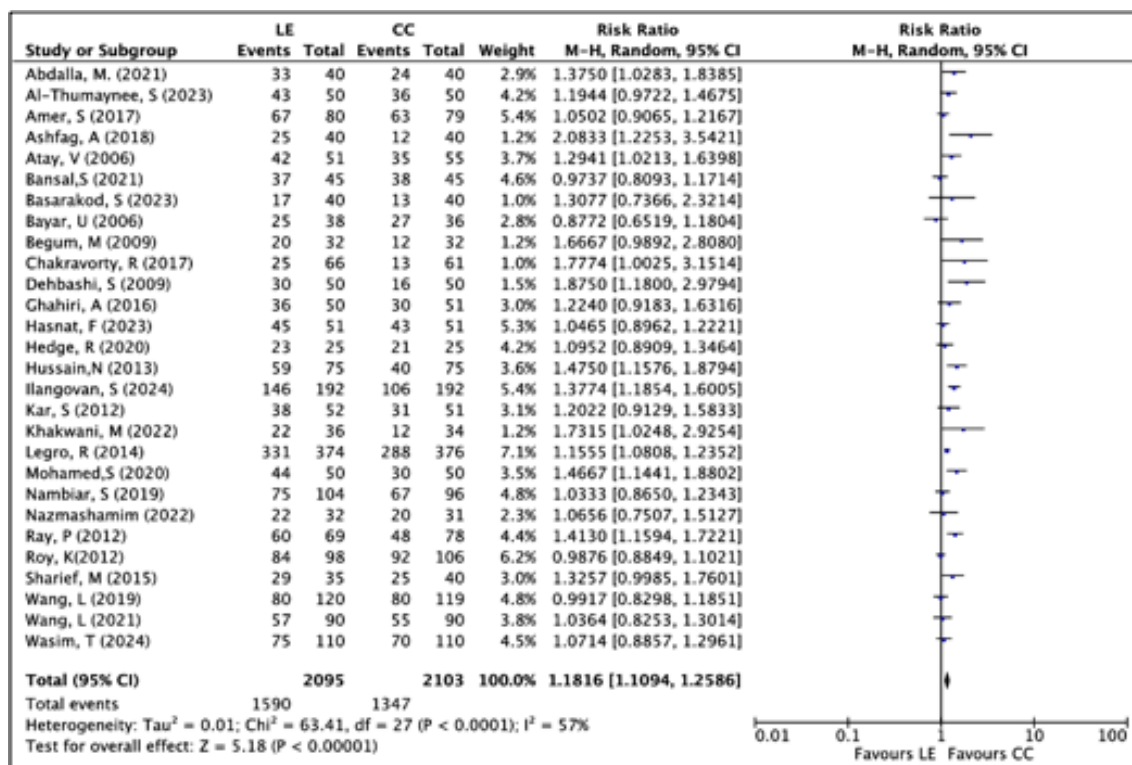 LE CC Risk Ratio Risk Ratio
Study or Subgroup Events Total Events Total Weight M-H, Random, 95% CI M-H, Random, 95% CI
Abdalla, M. (2021) 33 40 24 40 2.9% 1.3750 [1.0283, 1.8385]
Al-Thumaynee, S (2023) 43 50 36 50 4.2% 1.1944 [0.9722, 1.4675]
Amer, S (2017) 67 80 63 79 5.4% 1.0502 [0.9065, 1.2167]
Ashfag, A (2018) 25 40 12 40 1.2% 2.0833 [1.2253, 3.5421]
Atay, V (2006) 42 51 35 55 3.7% 1.2941 [1.0213, 1.6398]
Bansal,S (2021) 37 45 38 45 4.6% 0.9737 [0.8093, 1.1714]
Basarakod, S (2023) 17 40 13 40 1.0% 1.3077 [0.7366, 2.3214]
Bayar, U (2006) 25 38 27 36 2.8% 0.8772 [0.6519, 1.1804]
Begum, M (2009) 20 32 12 32 1.2% 1.6667 [0.9892, 2.8080]
Chakravorty, R (2017) 25 66 13 61 1.0% 1.7774 [1.0025, 3.1514]
Dehbashi, S (2009) 30 50 16 50 1.5% 1.8750 [1.1800, 2.9794]
Ghahiri, A (2016) 36 50 30 51 2.9% 1.2240 [0.9183, 1.6316]
Hasnat, F (2023) 45 51 43 51 5.3% 1.0465 [0.8962, 1.2221]
Hedge, R (2020) 23 25 21 25 4.2% 1.0952 [0.8909, 1.3464]
Hussain,N (2013) 59 75 40 75 3.6% 1.4750 [1.1576, 1.8794]
Ilangovan, S (2024) 146 192 106 192 5.4% 1.3774 [1.1854, 1.6005]
Kar, S (2012) 38 52 31 51 3.1% 1.2022 [0.9129, 1.5833]
Khakwani, M (2022) 22 36 12 34 1.2% 1.7315 [1.0248, 2.9254]
Legro, R (2014) 331 374 288 376 7.1% 1.1555 [1.0808, 1.2352]
Mohamed,S (2020) 44 50 30 50 3.5% 1.4667 [1.1441, 1.8802]
Nambiar, S (2019) 75 104 67 96 4.8% 1.0333 [0.8650, 1.2343]
Nazmashamim (2022) 22 32 20 31 2.3% 1.0656 [0.7507, 1.5127]
Ray, P (2012) 60 69 48 78 4.4% 1.4130 [1.1594, 1.7221]
Roy, K(2012) 84 98 92 106 6.3% 0.9876 [0.8849, 1.1021]
Sharief, M (2015) 29 35 25 40 3.0% 1.3257 [0.9985, 1.7601]
Wang, L (2019) 80 120 80 119 4.8% 0.9917 [0.8298, 1.1851]
Wang, L (2021) 57 90 55 90 3.8% 1.0364 [0.8253, 1.3014]
Wasim, T (2024) 75 110 70 110 4.5% 1.0714 [0.8857, 1.2961]
Total (95% CI) 2095 2103 100.0% 1.1816 [1.1094, 1.2586]
Total events 1590 1347
Heterogeneity: Tau² = 0.01; Chi² = 63.41, df = 27 (P < 0.0001); I² = 57%
Test for overall effect: Z = 5.18 (P < 0.00001)
0.01 0.1 1 10 100
Favours LE Favours CC